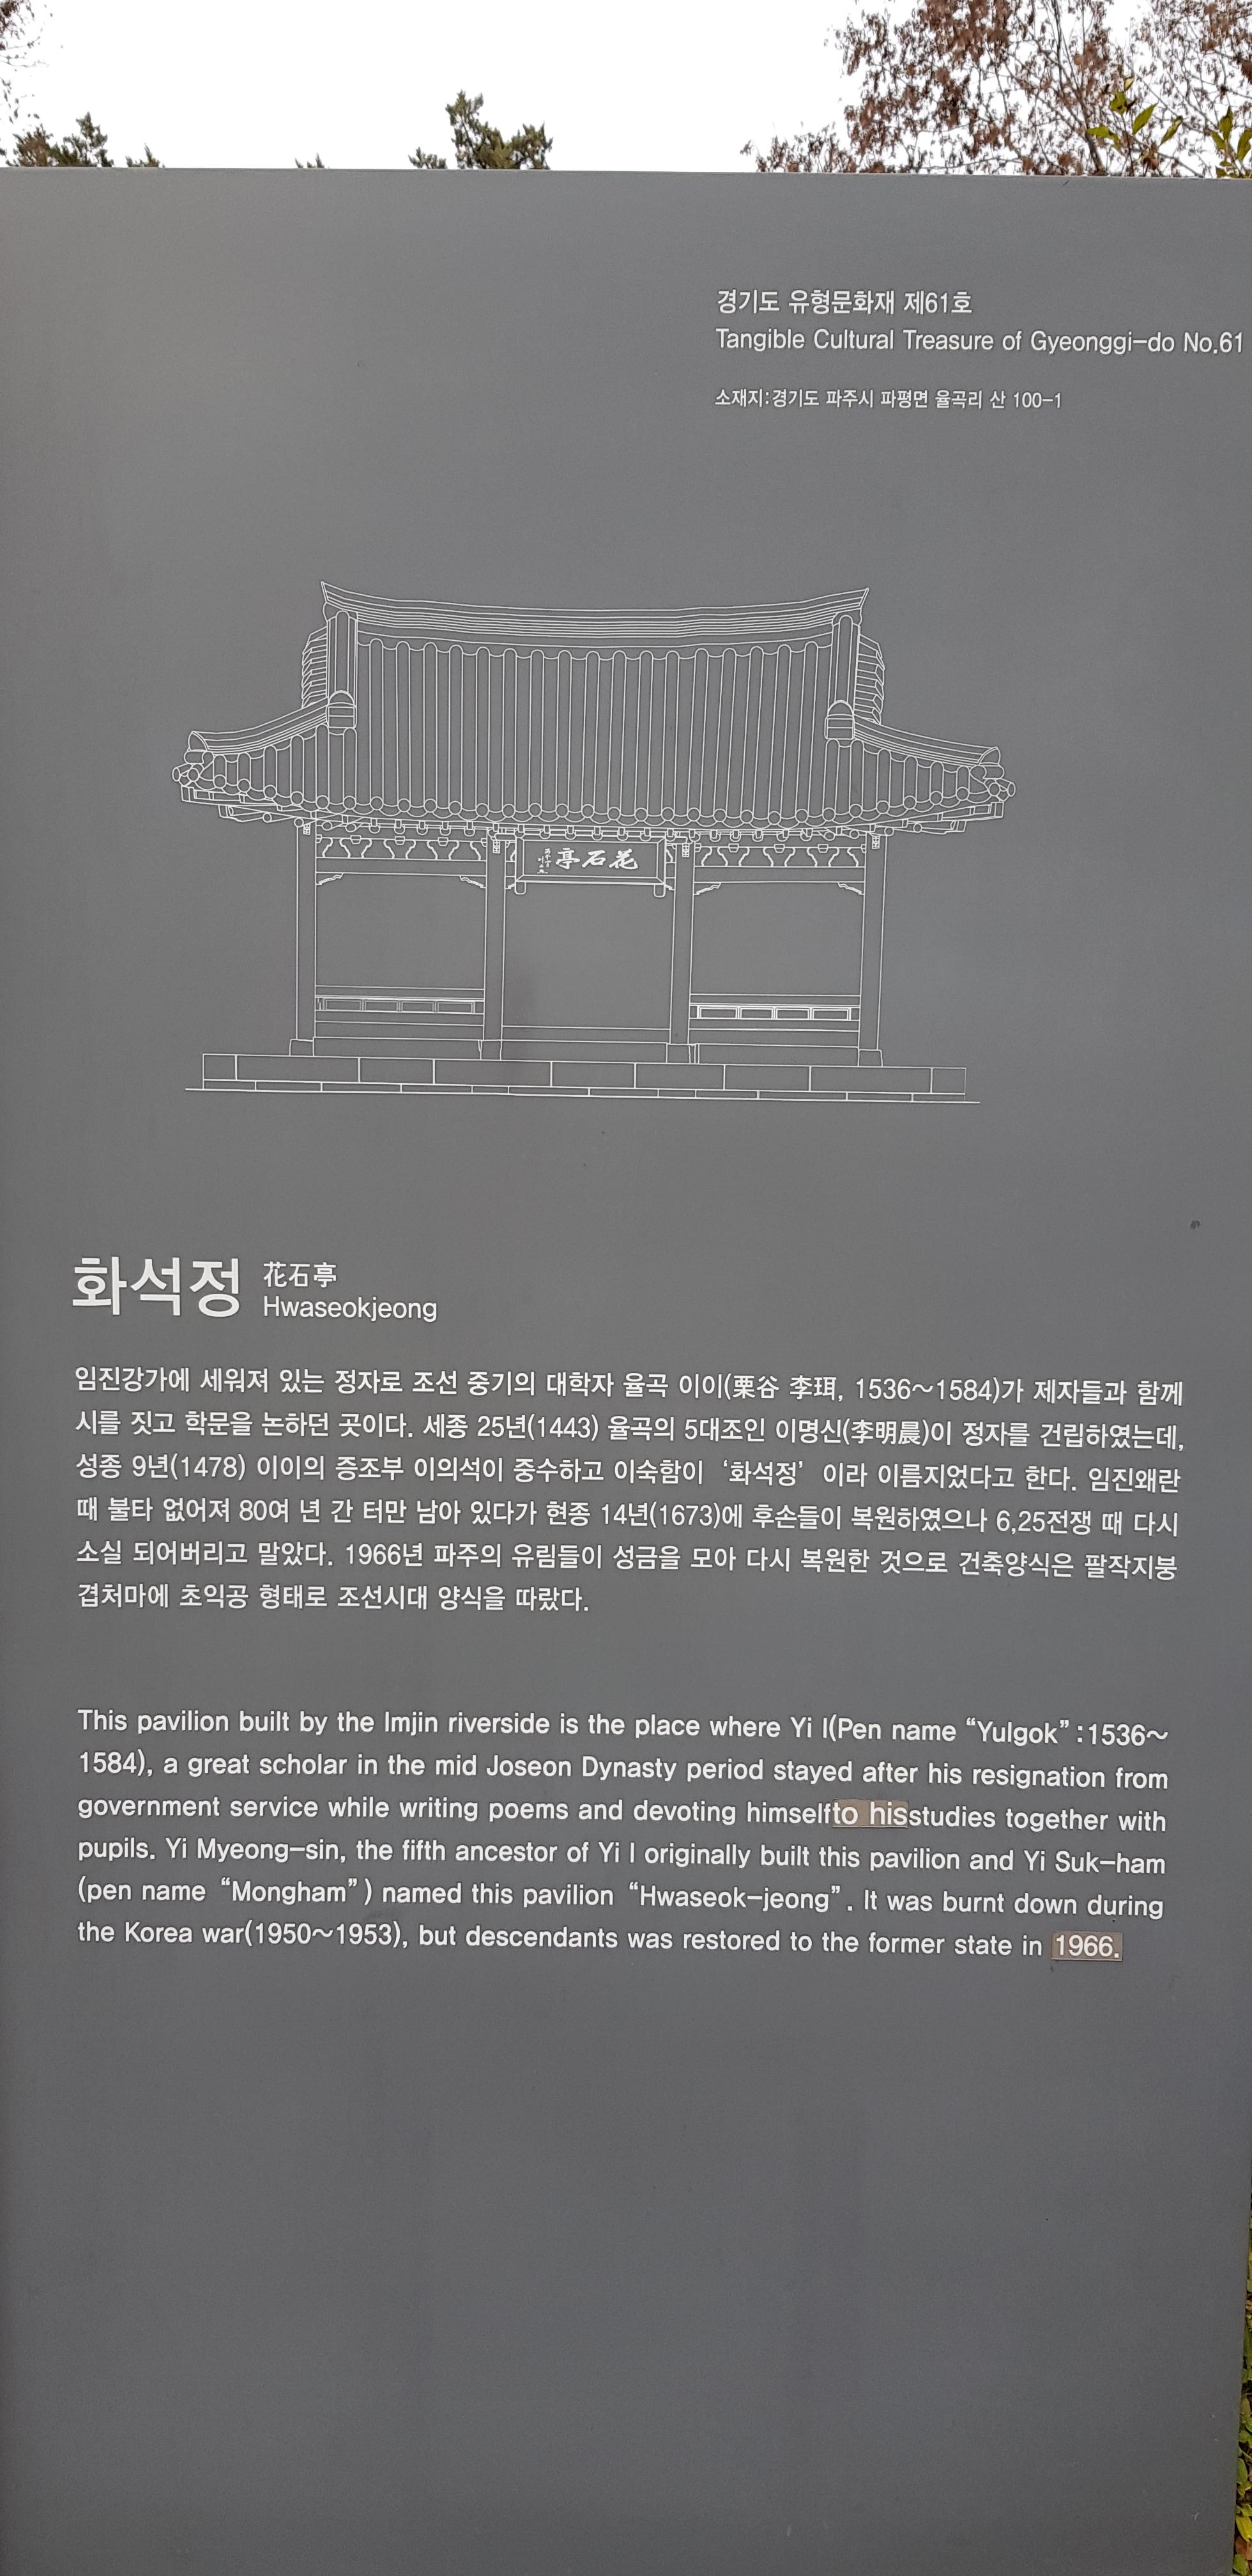 경기도 유형문화재 제61호
Tangible Cultural Treasure of Gyeonggi-do No.61
소재지:경기도 파주시 파평면 율곡리 산 100-1
亭石花
화석정 花石亭
Hwaseokjeong
임진강가에 세워져 있는 정자로 조선 중기의 대학자 율곡 이이(栗谷 李珥, 1536~1584)가 제자들과 함께
시를 짓고 학문을 논하던 곳이다. 세종 25년(1443) 율곡의 5대조인 이명신(李明晨)이 정자를 건립하였는데,
성종 9년(1478) 이이의 증조부 이의석이 중수하고 이숙함이 ‘화석정’이라 이름지었다고 한다. 임진왜란
때 불타 없어져 80여 년 간 터만 남아 있다가 현종 14년(1673)에 후손들이 복원하였으나 6,25전쟁 때 다시
소실 되어버리고 말았다. 1966년 파주의 유림들이 성금을 모아 다시 복원한 것으로 건축양식은 팔작지붕
겹처마에 초익공 형태로 조선시대 양식을 따랐다.
This pavilion built by the Imjin riverside is the place where Yi I(Pen name “Yulgok” :1536~
1584), a great scholar in the mid Joseon Dynasty period stayed after his resignation from
government service while writing poems and devoting himselfto hisstudies together with
pupils. Yi Myeong-sin, the fifth ancestor of Yi I originally built this pavilion and Yi Suk-ham
(pen name “Mongham”) named this pavilion “Hwaseok-jeong”. It was burnt down during
the Korea war(1950~1953), but descendants was restored to the former state in 1966.